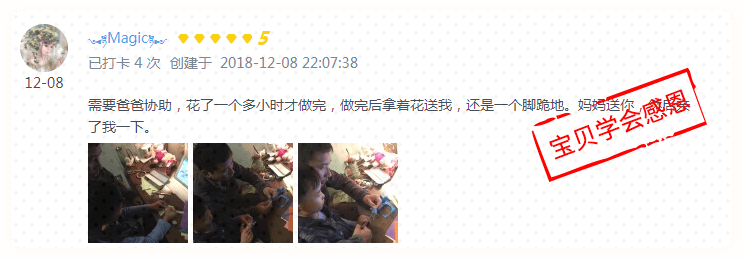 Magic
5
已打卡 4 次 创建于 2018-12-08 22:07:38
12-08
需要爸爸协助，花了一个多小时才做完，做完后拿着花送我，还是一个脚跪地。妈妈送你，
了我一下。
宝贝学会感恩